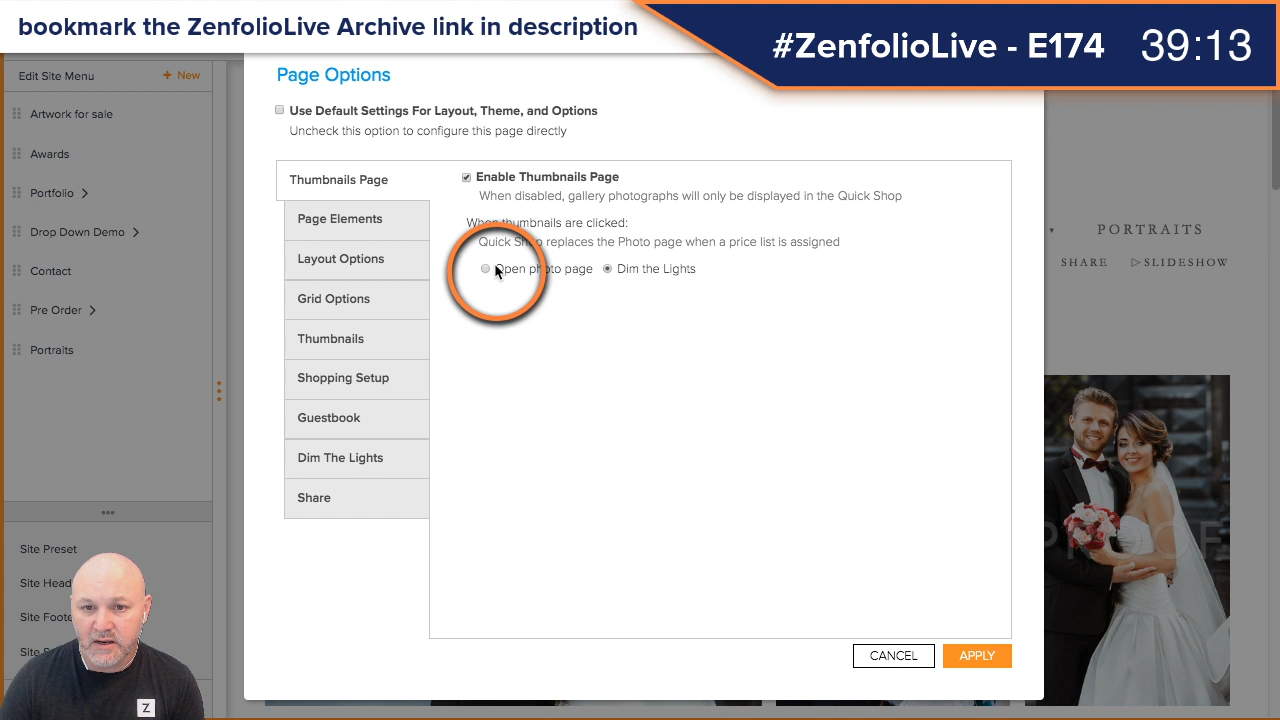 bookmark the ZenfolioLive Archive link in description
#ZenfolioLive - E174
39:13
Edit Site Menu
+ New
Artwork for sale
Awards
Portfolio
Drop Down Demo
Contact
Pre Order
Portraits
Site Preset
Site Head
Site Foote
Page Options
Use Default Settings For Layout, Theme, and Options
Uncheck this option to configure this page directly
Thumbnails Page
Page Elements
Layout Options
Grid Options
Thumbnails
Shopping Setup
Guestbook
Dim The Lights
Share
Enable Thumbnails Page
When disabled, gallery photographs will only be displayed in the Quick Shop
When thumbnails are clicked:
Quick Shop replaces the Photo page when a price list is assigned
Open photo page
Dim the Lights
CANCEL
APPLY
PORTRAITS
SHARE
SLIDESHOW
PROOF
Z